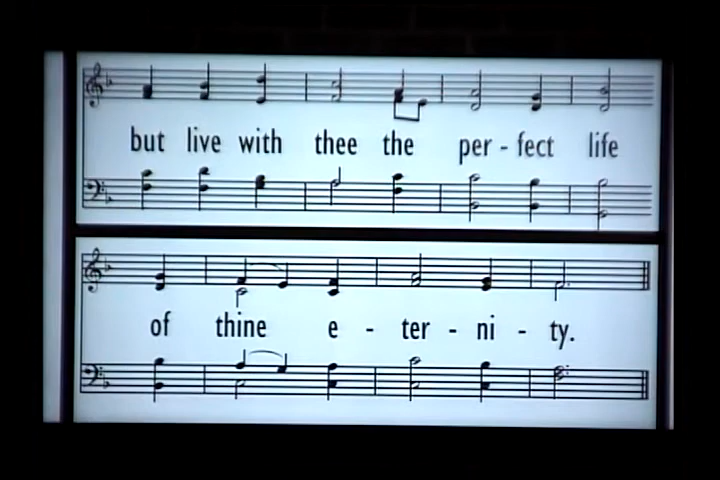 but live with thee the per - fect life
of thine e - ter - ni - ty.